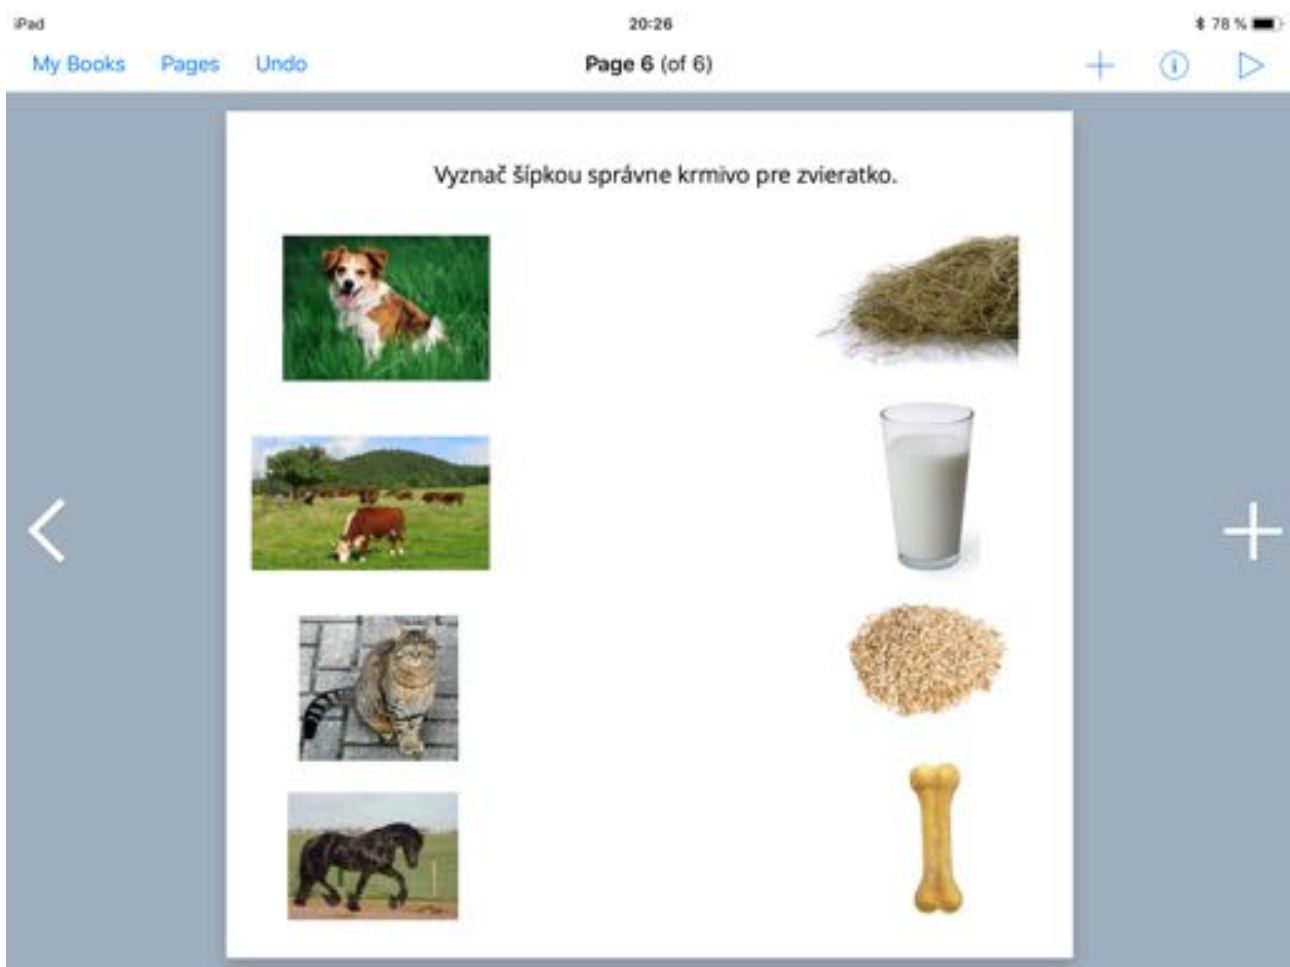 iPad 20:26 78 %
My Books Pages Undo Page 6 (of 6)
Vyznač šípkou správne krmivo pre zvieratko.